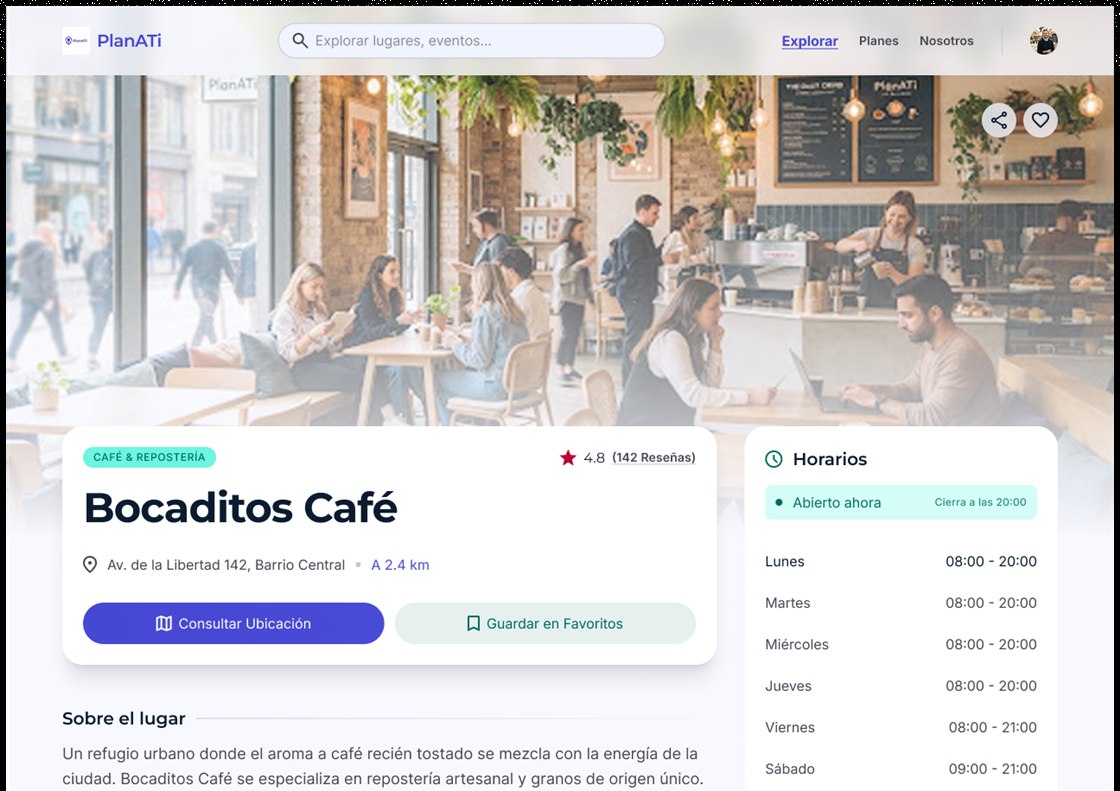 PlanATi
Explorar lugares, eventos...
Explorar
Planes
Nosotros
PlanATi
PlanATi
CAFÉ & REPOSTERÍA
4.8 (142 Reseñas)
Bocaditos Café
Av. de la Libertad 142, Barrio Central • A 2.4 km
Consultar Ubicación
Guardar en Favoritos
Sobre el lugar
Un refugio urbano donde el aroma a café recién tostado se mezcla con la energía de la
ciudad. Bocaditos Café se especializa en repostería artesanal y granos de origen único.
Horarios
Abierto ahora Cierra a las 20:00
Lunes 08:00 - 20:00
Martes 08:00 - 20:00
Miércoles 08:00 - 20:00
Jueves 08:00 - 20:00
Viernes 08:00 - 21:00
Sábado 09:00 - 21:00